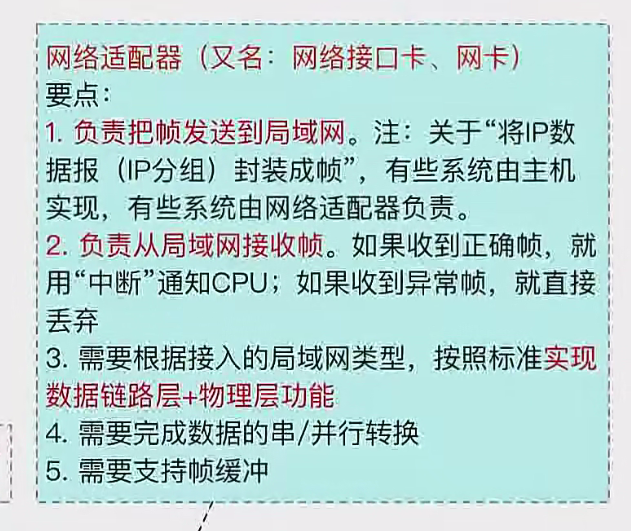 网络适配器（又名：网络接口卡、网卡）
要点：
1. 负责把帧发送到局域网。注：关于“将IP数
据报（IP分组）封装成帧”，有些系统由主机
实现，有些系统由网络适配器负责。
2. 负责从局域网接收帧。如果收到正确帧，就
用“中断”通知CPU；如果收到异常帧，就直接
丢弃
3. 需要根据接入的局域网类型，按照标准实现
数据链路层+物理层功能
4. 需要完成数据的串/并行转换
5. 需要支持帧缓冲